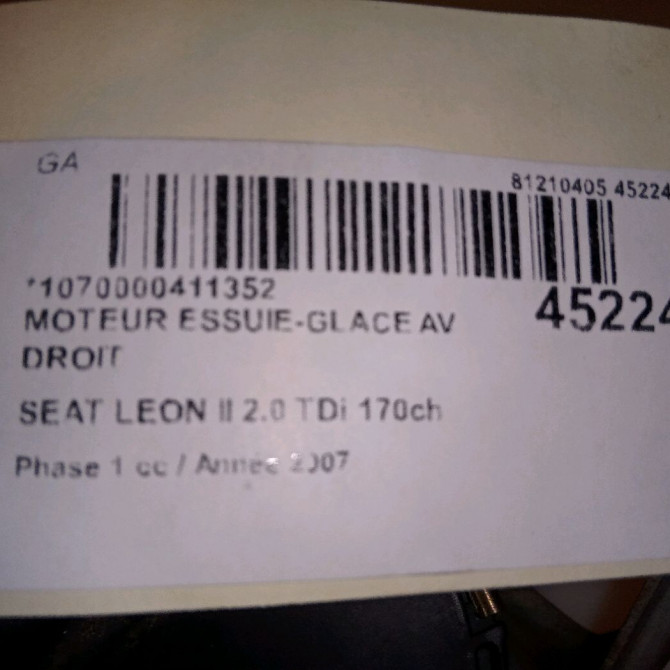 GA
81210405 45224
*1070000411352
45224
MOTEUR ESSUIE-GLACE AV
DROIT
SEAT LEON II 2.0 TDi 170ch
Phase 1 cc / Année 2007